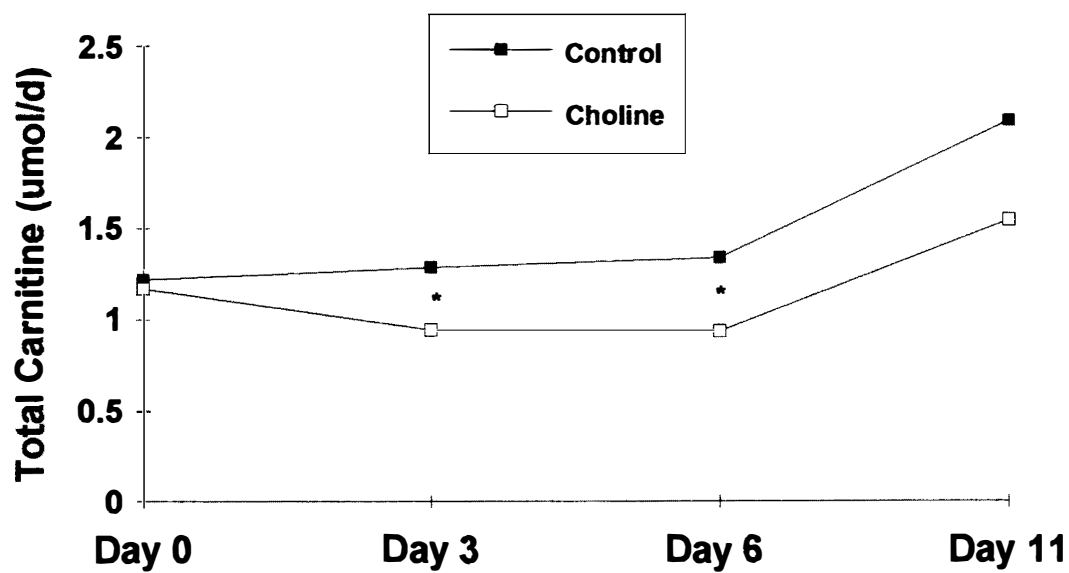 Total Carnitine (umol/d)
2.5
2
1.5
1
0.5
0
Control
Choline
*
*
Day 0
Day 3
Day 6
Day 11